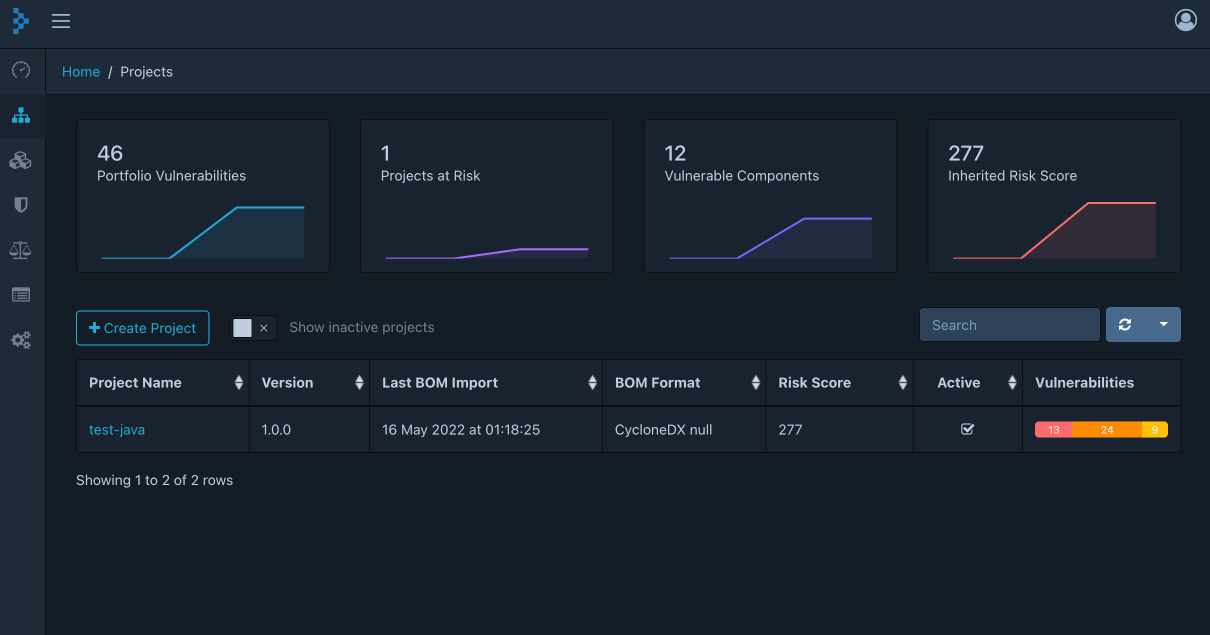 Home / Projects
46
Portfolio Vulnerabilities
1
Projects at Risk
12
Vulnerable Components
277
Inherited Risk Score
Create Project
Show inactive projects
Search
Project Name Version Last BOM Import BOM Format Risk Score Active Vulnerabilities
test-java 1.0.0 16 May 2022 at 01:18:25 CycloneDX null 277 13 24 9
Showing 1 to 2 of 2 rows